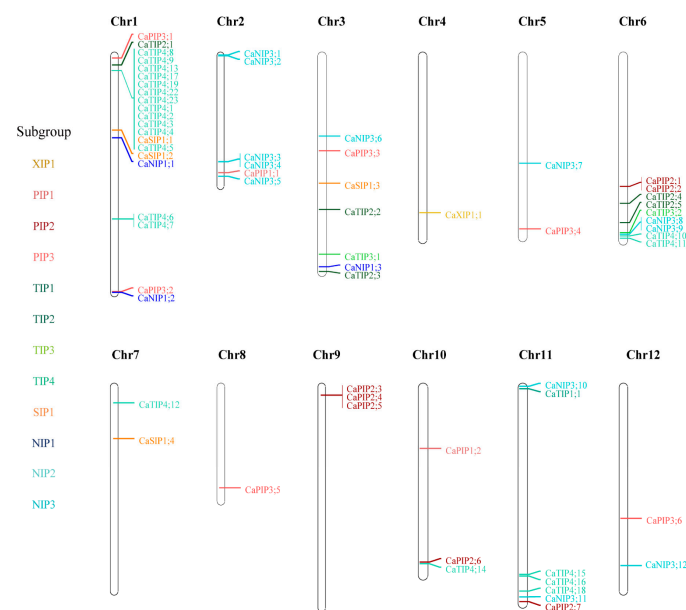 Chr1
Chr2
Chr3
Chr4
Chr5
Chr6
CaPIP3;1
CaTIP2;1
CaTIP4;8
CaTIP4;9
CaTIP4;13
CaTIP4;17
CaTIP4;19
CaTIP4;22
CaTIP4;23
CaTIP4;1
CaTIP4;2
CaTIP4;3
CaTIP4;4
CaSIP1;1
CaTIP4;5
CaSIP1;2
CaNIP1;1
CaTIP4;6
CaTIP4;7
CaPIP3;2
CaNIP1;2
CaNIP3;1
CaNIP3;2
CaNIP3;3
CaNIP3;4
CaPIP1;1
CaNIP3;5
CaNIP3;6
CaPIP3;3
CaSIP1;3
CaTIP2;2
CaTIP3;1
CaNIP1;3
CaTIP2;3
CaXIP1;1
CaNIP3;7
CaPIP3;4
CaPIP2;1
CaPIP2;2
CaTIP2;4
CaTIP2;5
CaTIP3;2
CaNIP3;8
CaNIP3;9
CaTIP4;10
CaTIP4;11
Subgroup
XIP1
PIP1
PIP2
PIP3
TIP1
TIP2
TIP3
TIP4
SIP1
NIP1
NIP2
NIP3
Chr7
Chr8
Chr9
Chr10
Chr11
Chr12
CaTIP4;12
CaSIP1;4
CaPIP3;5
CaPIP2;3
CaPIP2;4
CaPIP2;5
CaPIP1;2
CaPIP2;6
CaTIP4;14
CaNIP3;10
CaTIP1;1
CaTIP4;15
CaTIP4;16
CaTIP4;18
CaNIP3;11
CaPIP2;7
CaPIP3;6
CaNIP3;12